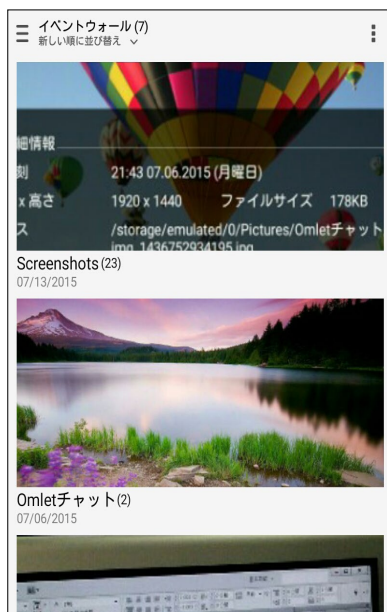 イベントウォール (7)
新しい順に並び替え
細情報
刻 21:43 07.06.2015 (月曜日)
x 高さ 1920 x 1440 ファイルサイズ 178KB
ス /storage/emulated/0/Pictures/Omletチャット
img_1436752934195.jpg
Screenshots (23)
07/13/2015
Omletチャット(2)
07/06/2015